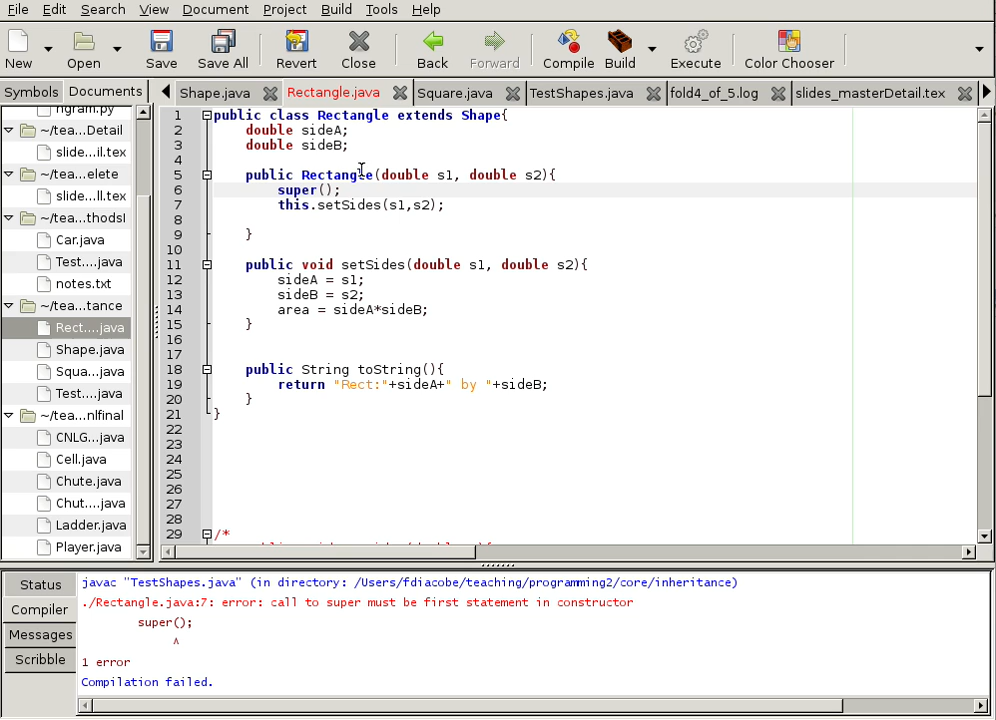 File Edit Search View Document Project Build Tools Help
New Open Save Save All Revert Close Back Forward Compile Build Execute Color Chooser
Symbols Documents Shape.java Rectangle.java Square.java TestShapes.java fold4_of_5.log slides_masterDetail.tex
ngram.py
~/tea...Detail
slide...il.tex
~/tea...elete
slide...ll.tex
~/tea...thodsI
Car.java
Test....java
notes.txt
~/tea...tance
Rect....java
Shape.java
Squa...java
Test....java
~/tea...nlfinal
CNLG...java
Cell.java
Chute.java
Chut....java
Ladder.java
Player.java
1 public class Rectangle extends Shape{
2 double sideA;
3 double sideB;
4
5 public Rectangle(double s1, double s2){
6 super();
7 this.setSides(s1,s2);
8
9 }
10
11 public void setSides(double s1, double s2){
12 sideA = s1;
13 sideB = s2;
14 area = sideA*sideB;
15 }
16
17
18 public String toString(){
19 return "Rect:"+sideA+" by "+sideB;
20 }
21 }
22
23
24
25
26
27
28
29 /*
Status
Compiler
Messages
Scribble
javac "TestShapes.java" (in directory: /Users/fdiacobe/teaching/programming2/core/inheritance)
./Rectangle.java:7: error: call to super must be first statement in constructor
super();
^
1 error
Compilation failed.